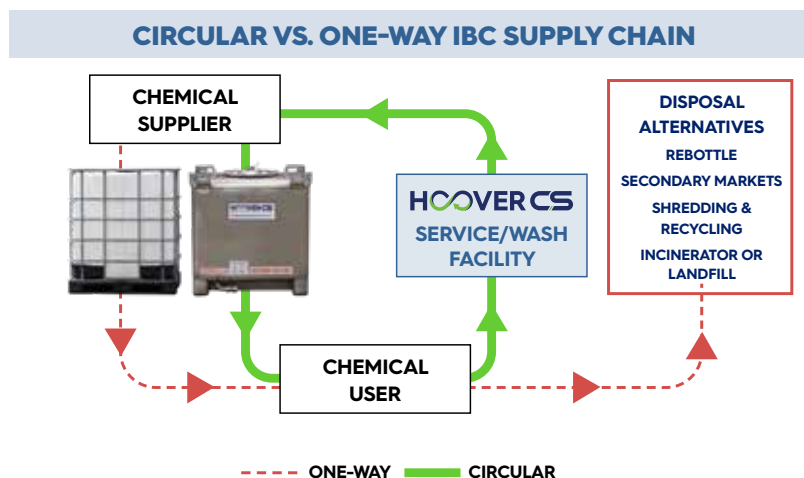 CIRCULAR VS. ONE-WAY IBC SUPPLY CHAIN
CHEMICAL
SUPPLIER
HOOVER CS
SERVICE/WASH
FACILITY
DISPOSAL
ALTERNATIVES
REBOTTLE
SECONDARY MARKETS
SHREDDING &
RECYCLING
INCINERATOR OR
LANDFILL
CHEMICAL
USER
ONE-WAY
CIRCULAR